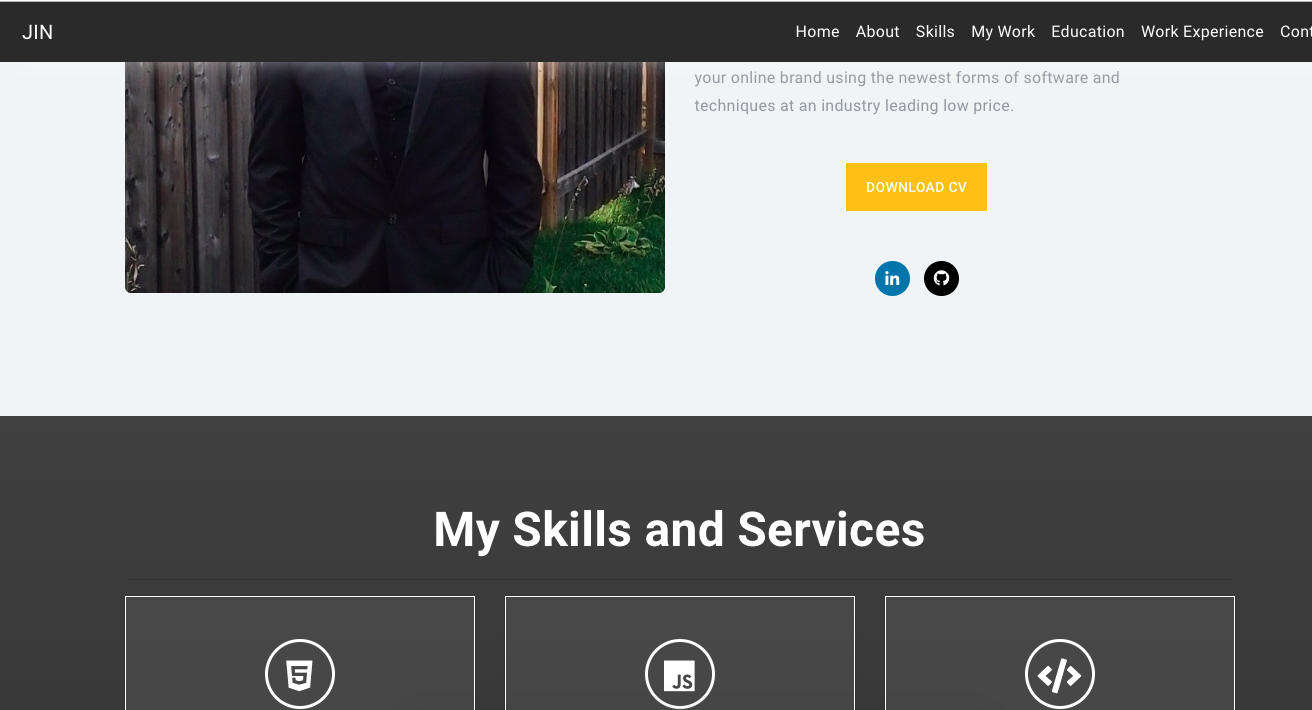 JIN
Home About Skills My Work Education Work Experience Cont
your online brand using the newest forms of software and
techniques at an industry leading low price.
DOWNLOAD CV
in
My Skills and Services
5
JS
</>